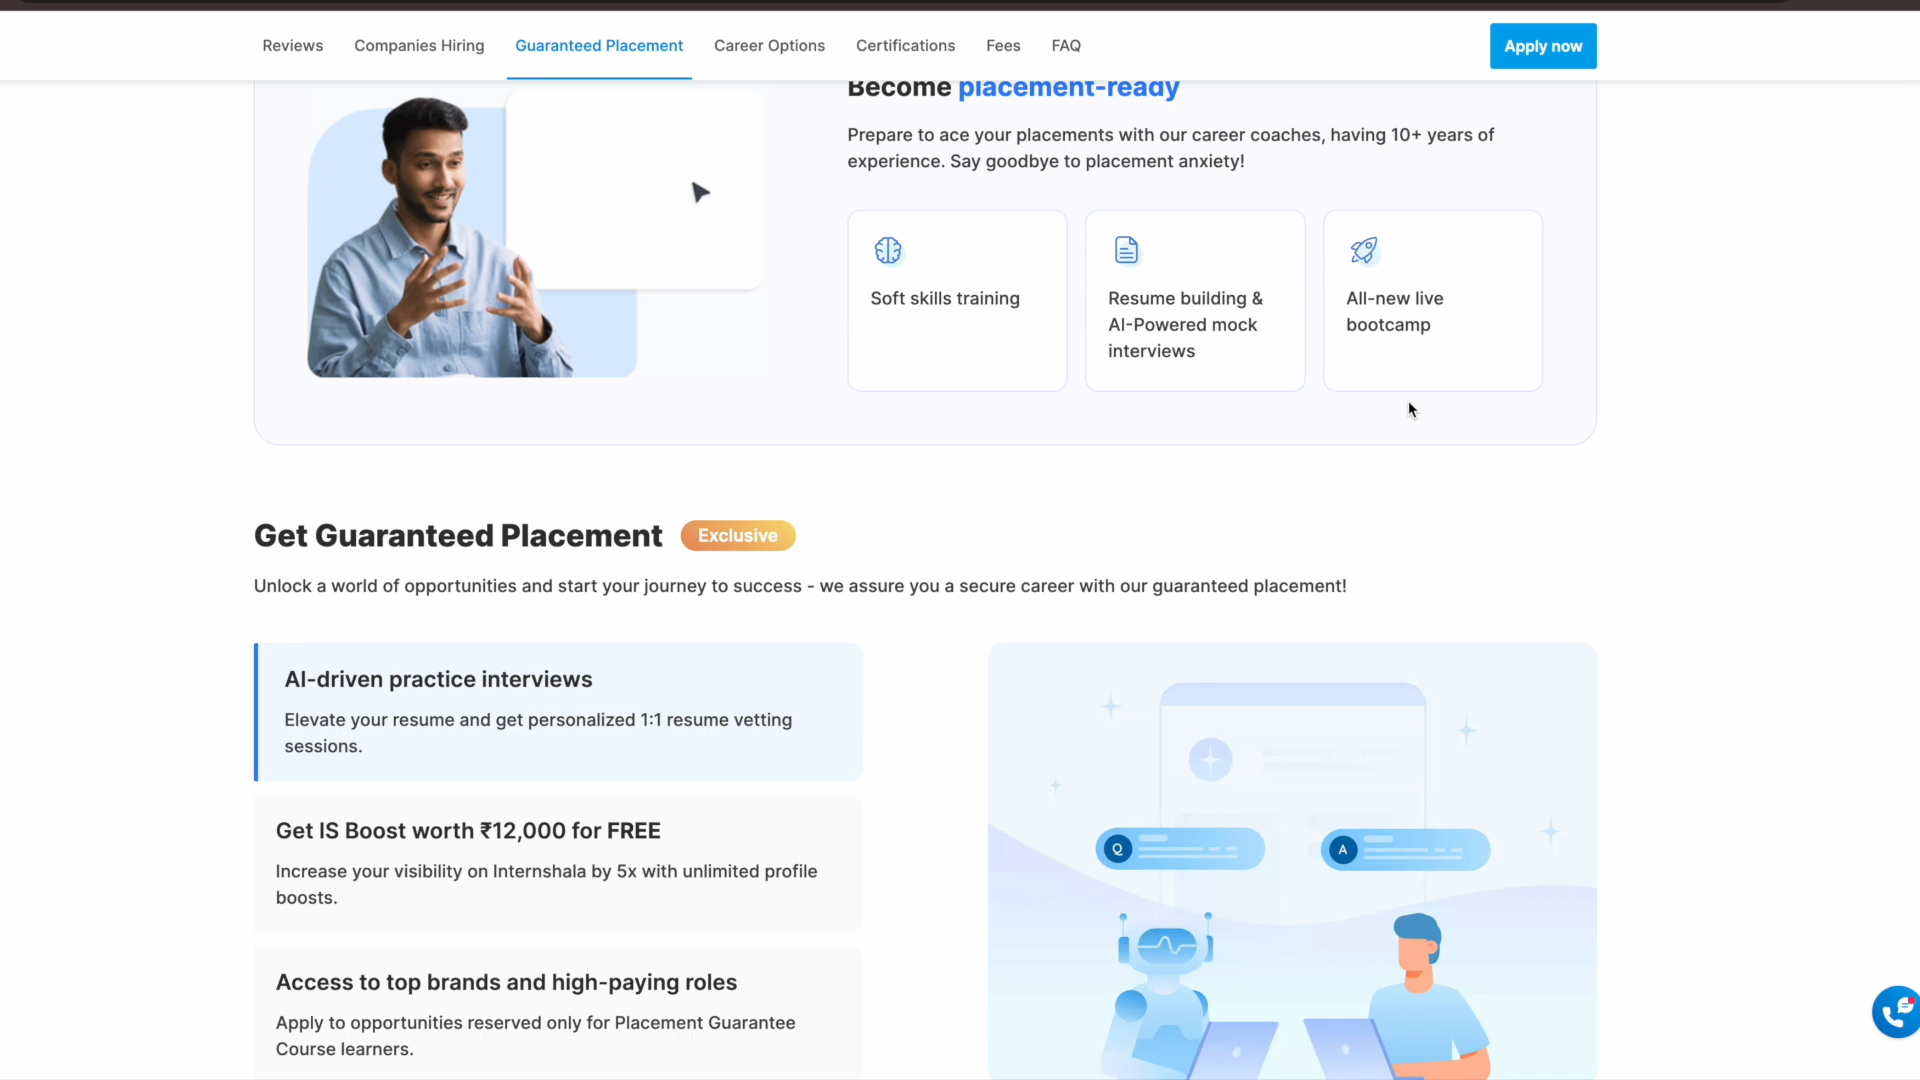 Reviews
Companies Hiring
Guaranteed Placement
Career Options
Certifications
Fees
FAQ
Apply now
Become placement-ready
Prepare to ace your placements with our career coaches, having 10+ years of
experience. Say goodbye to placement anxiety!
Soft skills training
Resume building &
AI-Powered mock
interviews
All-new live
bootcamp
Get Guaranteed Placement
Exclusive
Unlock a world of opportunities and start your journey to success - we assure you a secure career with our guaranteed placement!
AI-driven practice interviews
Elevate your resume and get personalized 1:1 resume vetting
sessions.
Get IS Boost worth ₹12,000 for FREE
Increase your visibility on Internshala by 5x with unlimited profile
boosts.
Access to top brands and high-paying roles
Apply to opportunities reserved only for Placement Guarantee
Course learners.
Q
A